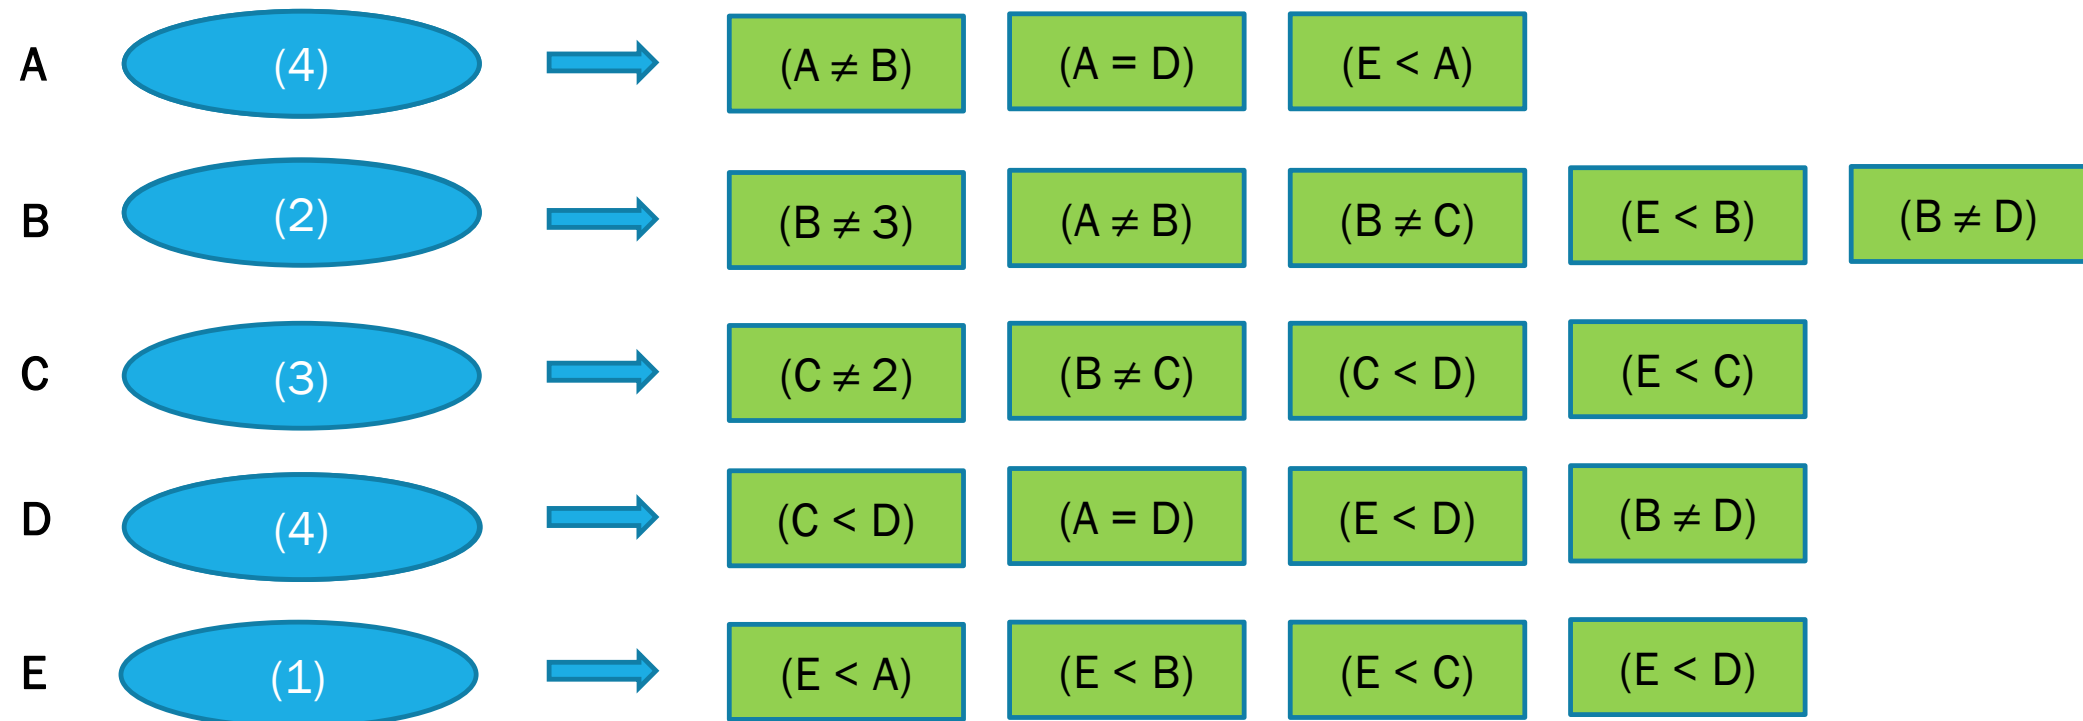 A (4) (A ≠ B) (A = D) (E < A)
B (2) (B ≠ 3) (A ≠ B) (B ≠ C) (E < B) (B ≠ D)
C (3) (C ≠ 2) (B ≠ C) (C < D) (E < C)
D (4) (C < D) (A = D) (E < D) (B ≠ D)
E (1) (E < A) (E < B) (E < C) (E < D)